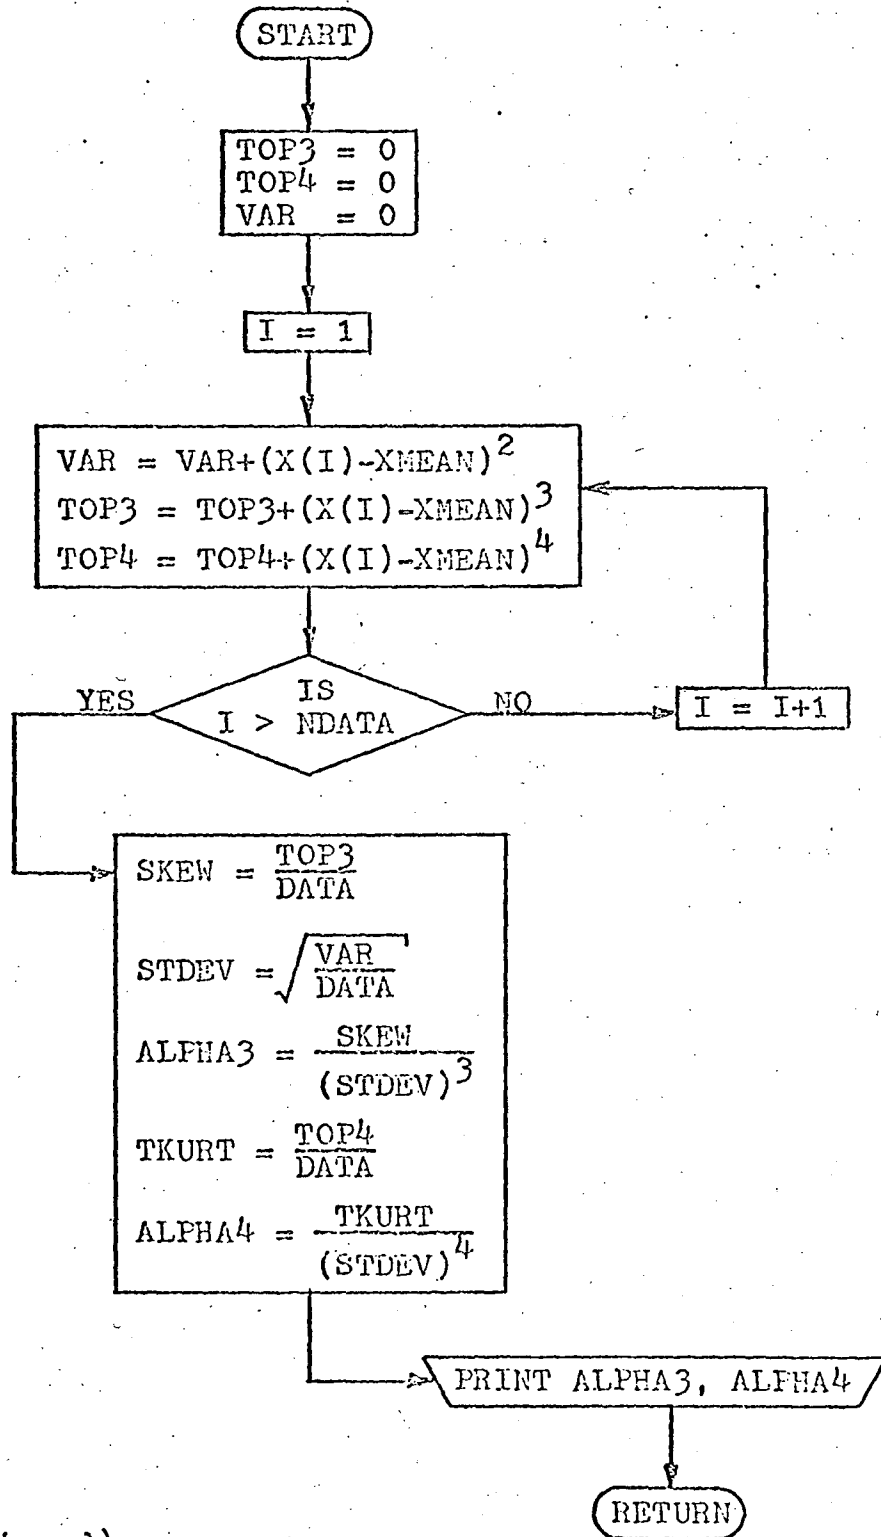 START
TOP3 = 0
TOP4 = 0
VAR = 0
I = 1
VAR = VAR+(X(I)-XMEAN)²
TOP3 = TOP3+(X(I)-XMEAN)³
TOP4 = TOP4+(X(I)-XMEAN)⁴
IS
I > NDATA
YES
NO
I = I+1
SKEW = TOP3
DATA
STDEV = √ VAR
DATA
ALPHA3 = SKEW
(STDEV)³
TKURT = TOP4
DATA
ALPHA4 = TKURT
(STDEV)⁴
PRINT ALPHA3, ALPHA4
RETURN